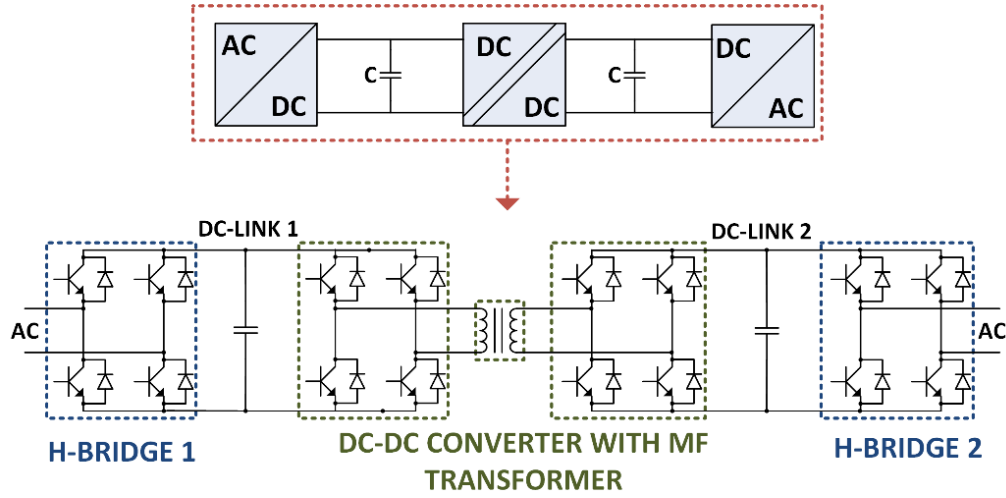 AC
DC
C
DC
DC
C
DC
AC
DC-LINK 1
DC-LINK 2
AC
AC
H-BRIDGE 1
DC-DC CONVERTER WITH MF
TRANSFORMER
H-BRIDGE 2